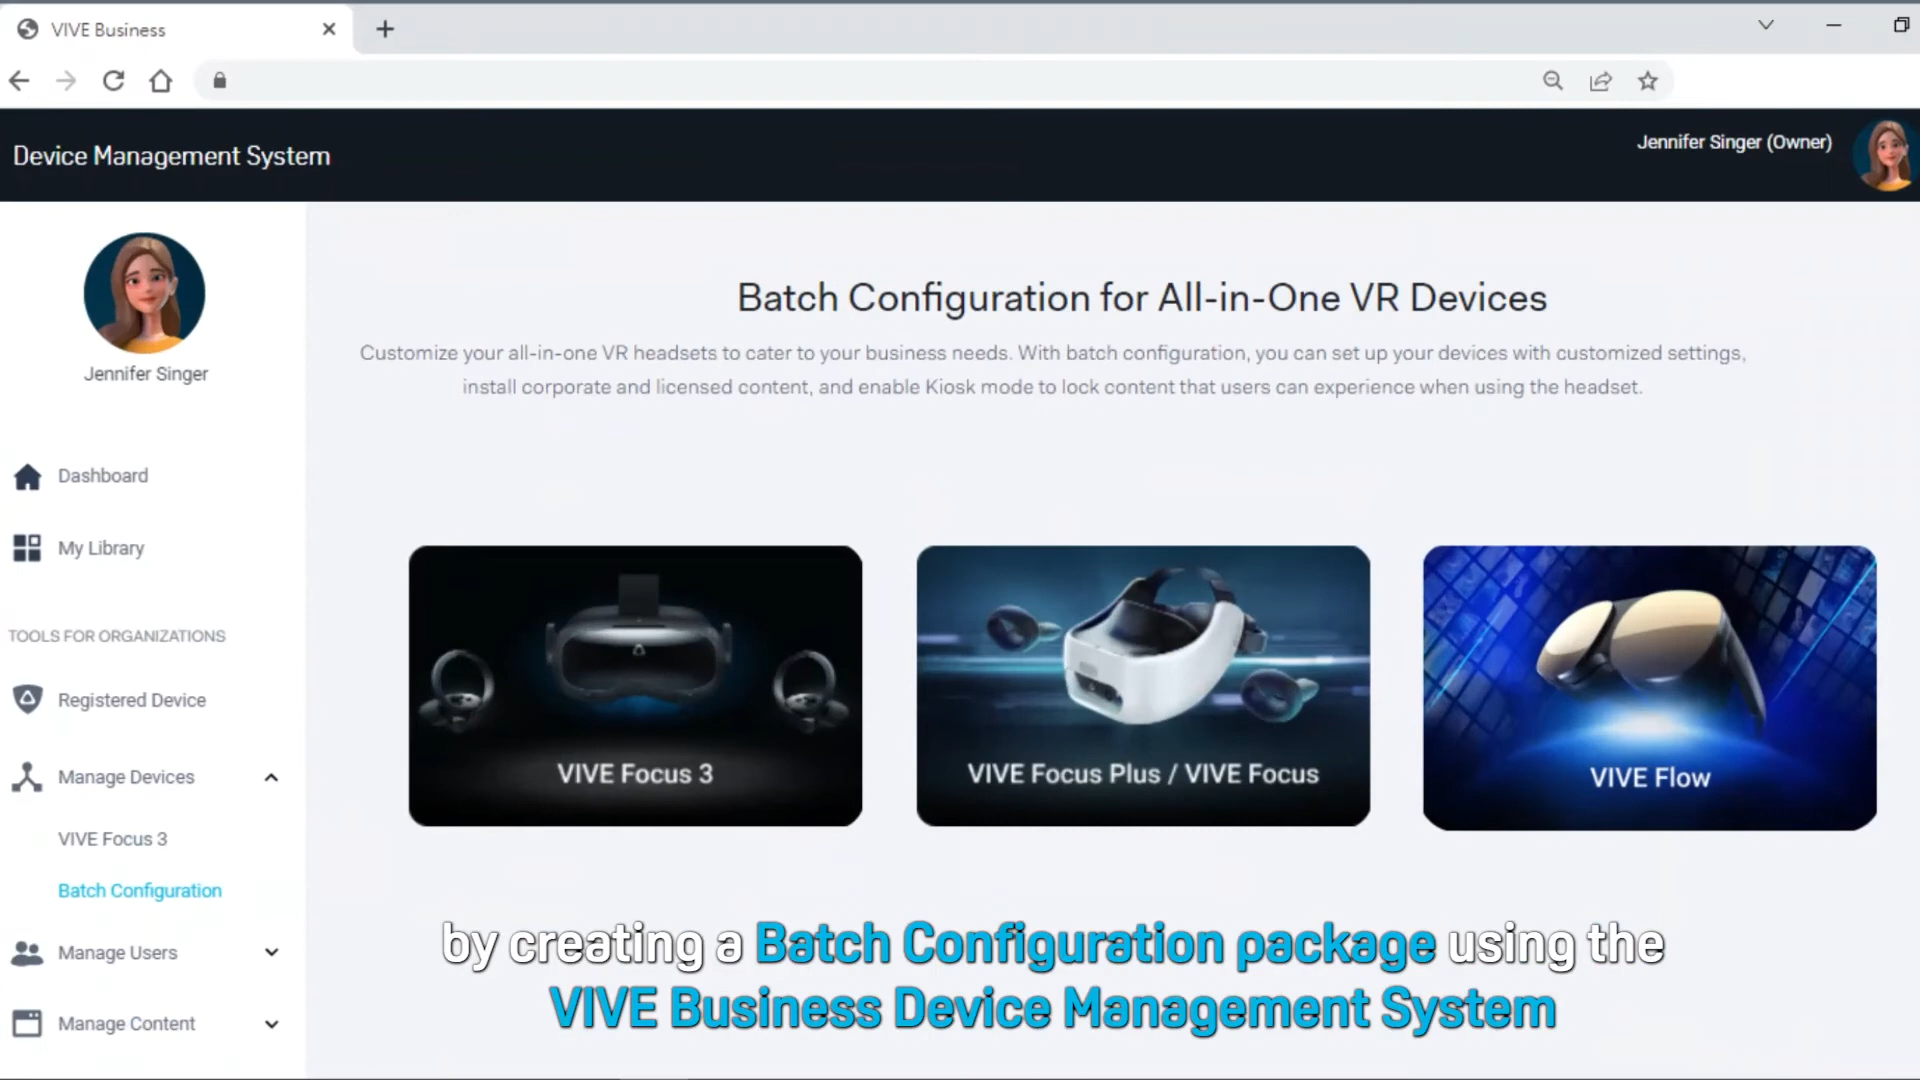 VIVE Business
Device Management System
Jennifer Singer (Owner)
Jennifer Singer
Dashboard
My Library
TOOLS FOR ORGANIZATIONS
Registered Device
Manage Devices
VIVE Focus 3
Batch Configuration
Manage Users
Manage Content
Batch Configuration for All-in-One VR Devices
Customize your all-in-one VR headsets to cater to your business needs. With batch configuration, you can set up your devices with customized settings,
install corporate and licensed content, and enable Kiosk mode to lock content that users can experience when using the headset.
VIVE Focus 3
VIVE Focus Plus / VIVE Focus
VIVE Flow
by creating a Batch Configuration package using the
VIVE Business Device Management System